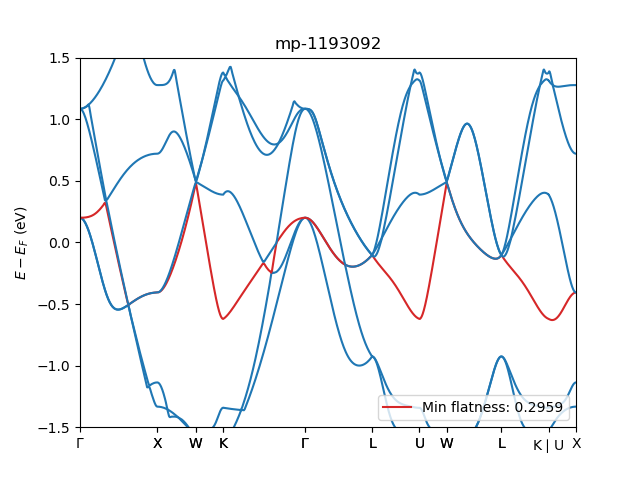 mp-1193092
E − E_F (eV)
1.5
1.0
0.5
0.0
−0.5
−1.0
−1.5
Min flatness: 0.2959
Γ X W K Γ L U W L K | U X